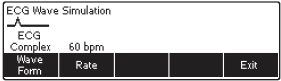 ECG Wave Simulation
ECG
Complex 60 bpm
Wave Form Rate Exit